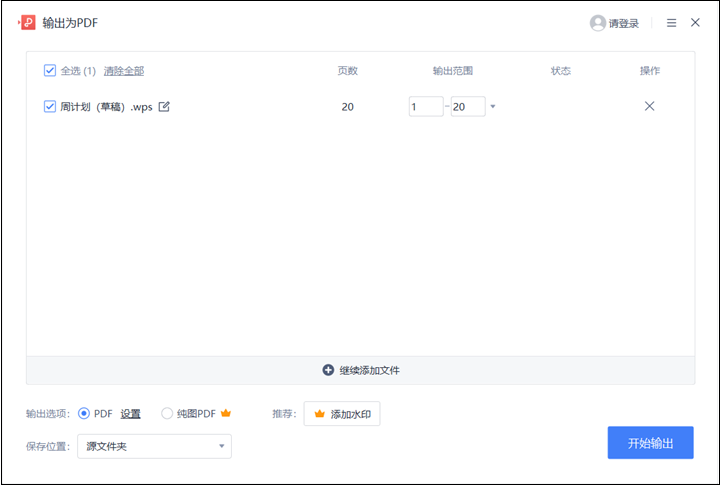 输出为PDF 请登录
全选 (1) 清除全部 页数 输出范围 状态 操作
周计划（草稿）.wps 20 1 ~ 20
继续添加文件
输出选项: PDF 设置 纯图PDF 推荐: 添加水印
保存位置: 源文件夹 开始输出